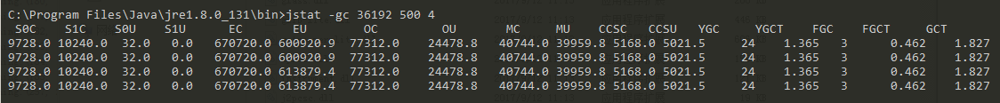 C:\Program Files\Java\jre1.8.0_131\bin>jstat -gc 36192 500 4
S0C S1C S0U S1U EC EU OC OU MC MU CCSC CCSU YGC YGCT FGC FGCT GCT
9728.0 10240.0 32.0 0.0 670720.0 600920.9 77312.0 24478.8 40744.0 39959.8 5168.0 5021.5 24 1.365 3 0.462 1.827
9728.0 10240.0 32.0 0.0 670720.0 600920.9 77312.0 24478.8 40744.0 39959.8 5168.0 5021.5 24 1.365 3 0.462 1.827
9728.0 10240.0 32.0 0.0 670720.0 613879.4 77312.0 24478.8 40744.0 39959.8 5168.0 5021.5 24 1.365 3 0.462 1.827
9728.0 10240.0 32.0 0.0 670720.0 613879.4 77312.0 24478.8 40744.0 39959.8 5168.0 5021.5 24 1.365 3 0.462 1.827